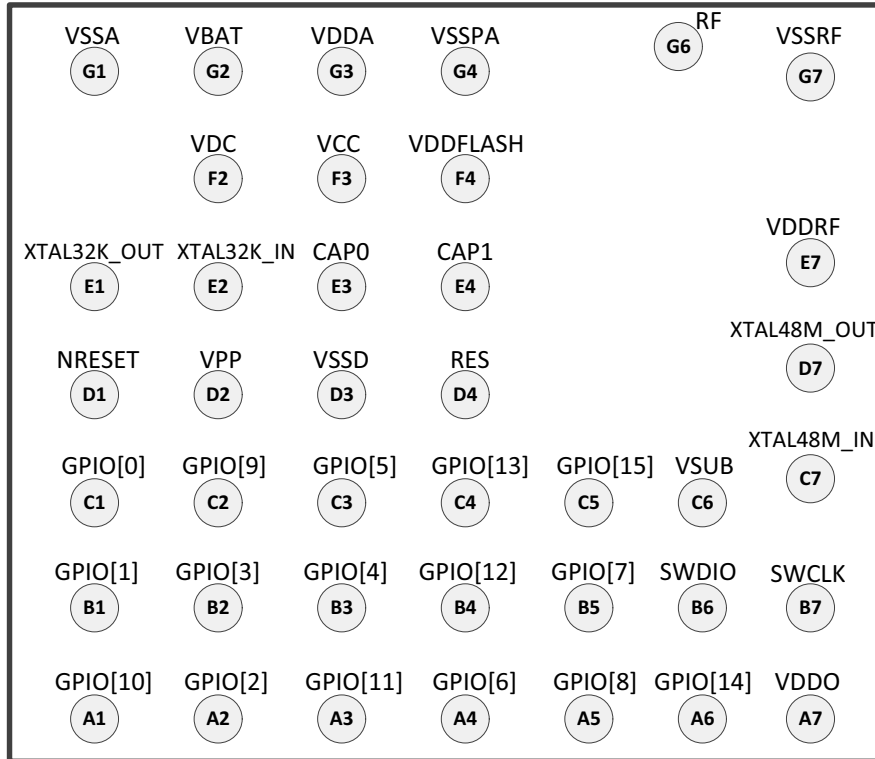 VSSA VBAT VDDA VSSPA RF VSSRF
G1 G2 G3 G4 G6 G7
VDC VCC VDDFLASH
F2 F3 F4
VDDRF
XTAL32K_OUT XTAL32K_IN CAP0 CAP1
E1 E2 E3 E4 E7
XTAL48M_OUT
NRESET VPP VSSD RES
D1 D2 D3 D4 D7
XTAL48M_IN
GPIO[0] GPIO[9] GPIO[5] GPIO[13] GPIO[15] VSUB
C1 C2 C3 C4 C5 C6 C7
GPIO[1] GPIO[3] GPIO[4] GPIO[12] GPIO[7] SWDIO SWCLK
B1 B2 B3 B4 B5 B6 B7
GPIO[10] GPIO[2] GPIO[11] GPIO[6] GPIO[8] GPIO[14] VDDO
A1 A2 A3 A4 A5 A6 A7